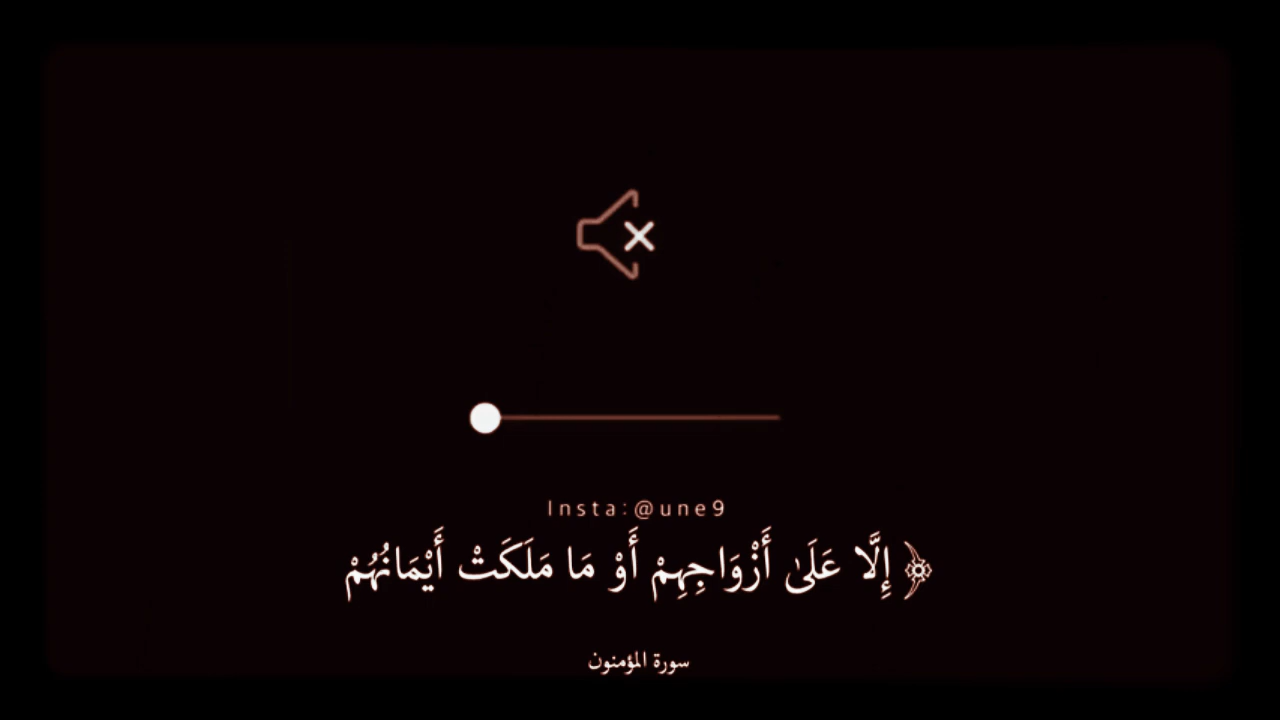 Insta:@une9
﴿ إِلَّا عَلَىٰ أَزْوَاجِهِمْ أَوْ مَا مَلَكَتْ أَيْمَانُهُمْ
سورة المؤمنون